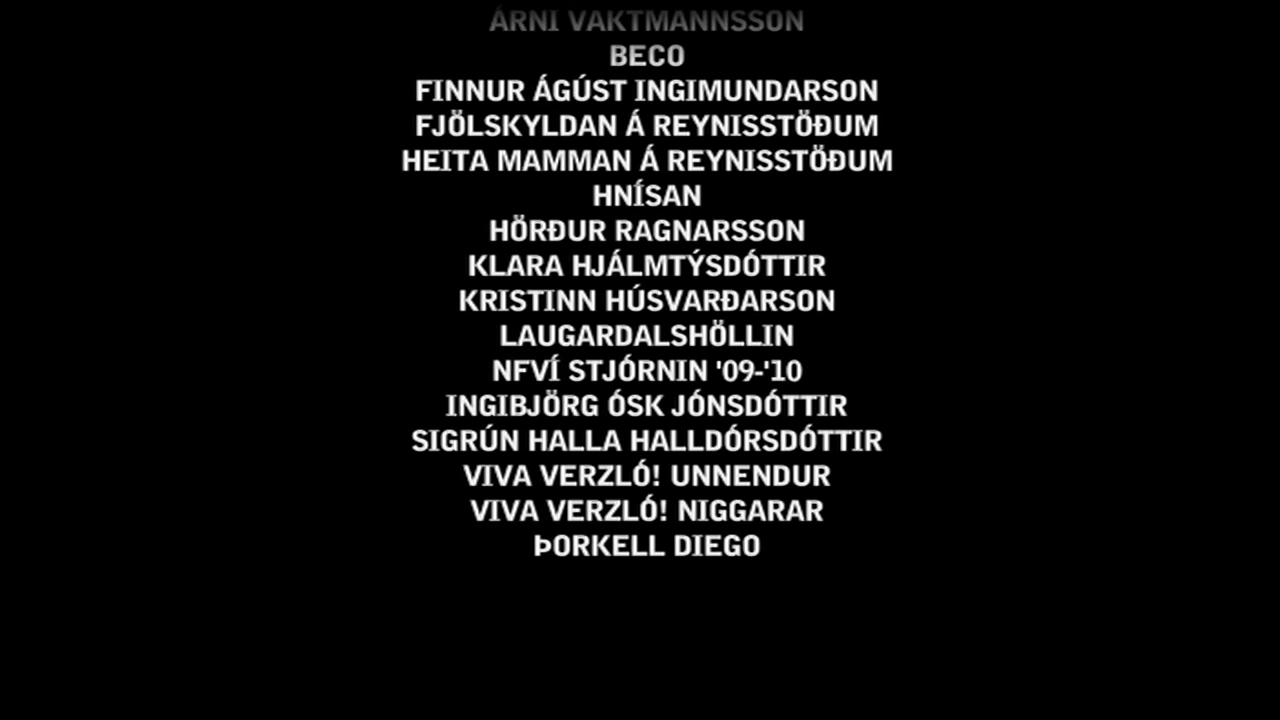 ÁRNI VAKTMANNSSON
BECO
FINNUR ÁGÚST INGIMUNDARSON
FJÖLSKYLDAN Á REYNISSTÖÐUM
HEITA MAMMAN Á REYNISSTÖÐUM
HNÍSAN
HÖRÐUR RAGNARSSON
KLARA HJÁLMTÝSDÓTTIR
KRISTINN HÚSVARÐARSON
LAUGARDALSHÖLLIN
NFVÍ STJÓRNIN '09-'10
INGIBJÖRG ÓSK JÓNSDÓTTIR
SIGRÚN HALLA HALLDÓRSDÓTTIR
VIVA VERZLÓ! UNNENDUR
VIVA VERZLÓ! NIGGARAR
ÞORKELL DIEGO